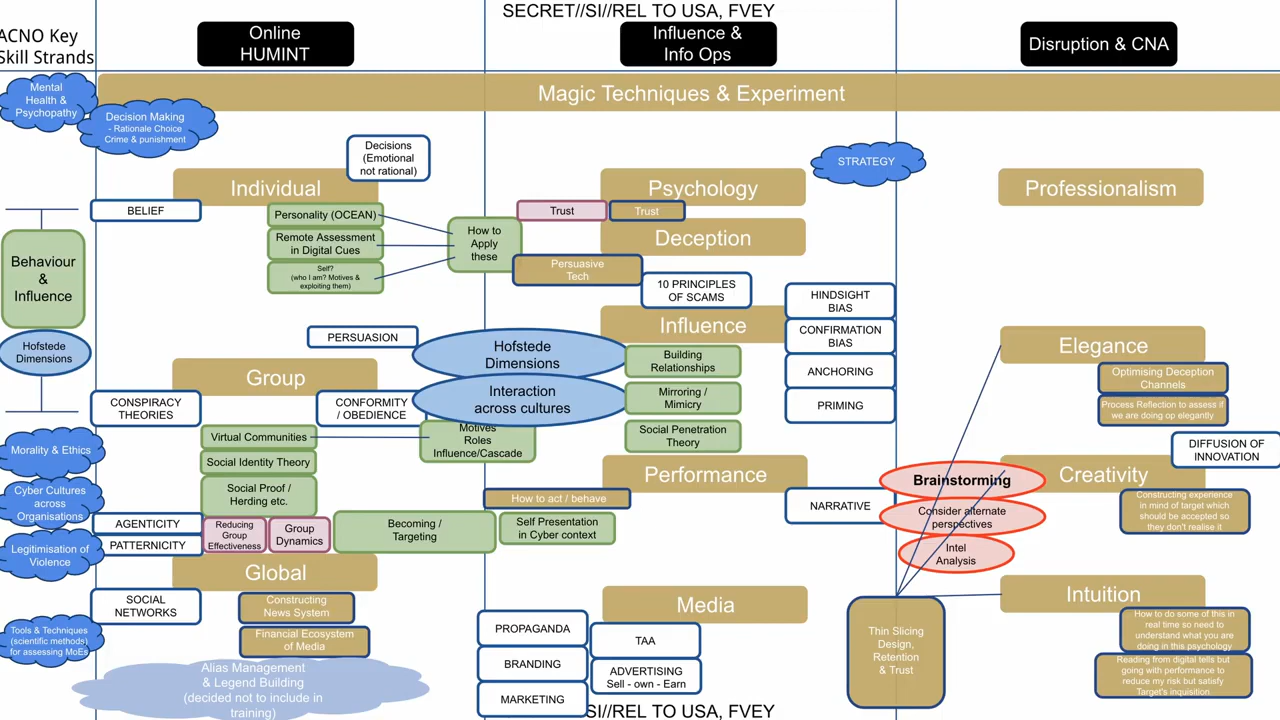 SECRET//SI//REL TO USA, FVEY
ACNO Key
Skill Strands
Online
HUMINT
Influence &
Info Ops
Disruption & CNA
Magic Techniques & Experiment
Mental
Health &
Psychopathy
Decision Making
- Rationale Choice
Crime & punishment
Decisions
(Emotional
not rational)
STRATEGY
Individual
Psychology
Professionalism
BELIEF
Personality (OCEAN)
Remote Assessment
in Digital Cues
Self?
(who I am? Motives &
exploiting them)
How to
Apply
these
Trust
Trust
Deception
Persuasive
Tech
10 PRINCIPLES
OF SCAMS
HINDSIGHT
BIAS
CONFIRMATION
BIAS
ANCHORING
PRIMING
Behaviour
&
Influence
Hofstede
Dimensions
PERSUASION
Hofstede
Dimensions
Interaction
across cultures
Influence
Building
Relationships
Mirroring /
Mimicry
Social Penetration
Theory
Elegance
Optimising Deception
Channels
Process Reflection to assess if
we are doing op elegantly
Group
CONSPIRACY
THEORIES
CONFORMITY
/ OBEDIENCE
Virtual Communities
Motives
Roles
Influence/Cascade
Social Identity Theory
Social Proof /
Herding etc.
Morality & Ethics
Cyber Cultures
across
Organisations
Legitimisation of
Violence
AGENTICITY
PATTERNICITY
Reducing
Group
Effectiveness
Group
Dynamics
Becoming /
Targeting
Performance
How to act / behave
Self Presentation
in Cyber context
NARRATIVE
Brainstorming
Consider alternate
perspectives
Intel
Analysis
DIFFUSION OF
INNOVATION
Creativity
Constructing experience
in mind of target which
should be accepted so
they don't realise it
Global
SOCIAL
NETWORKS
Constructing
News System
Financial Ecosystem
of Media
Tools & Techniques
(scientific methods)
for assessing MoEs
Alias Management
& Legend Building
(decided not to include in
training)
Media
PROPAGANDA
BRANDING
MARKETING
TAA
ADVERTISING
Sell - own - Earn
Thin Slicing
Design,
Retention
& Trust
Intuition
How to do some of this in
real time so need to
understand what you are
doing in this psychology
Reading from digital tells but
going with performance to
reduce my risk but satisfy
Target's inquisition
SI//REL TO USA, FVEY